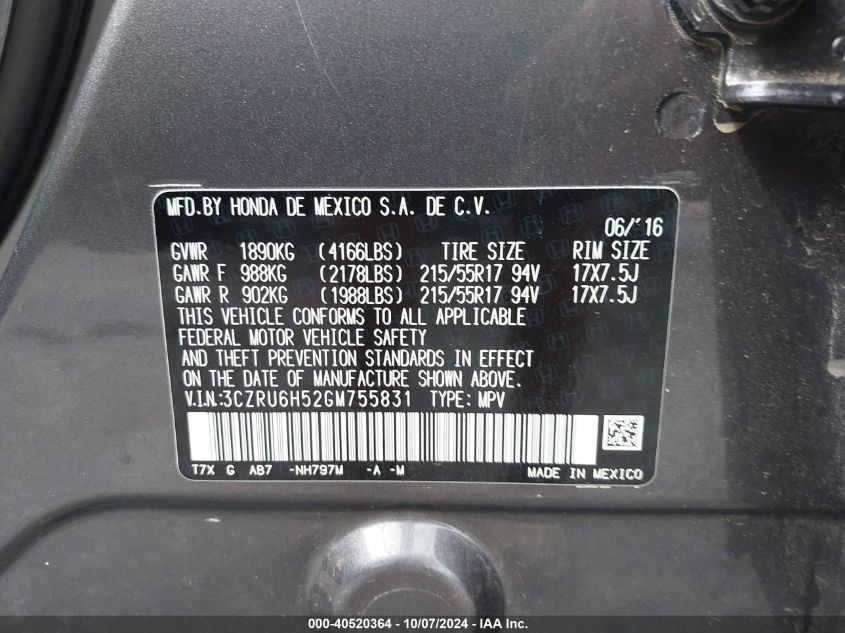 MFD.BY HONDA DE MEXICO S.A. DE C.V.
06/'16
GVWR 1890KG (4166LBS) TIRE SIZE RIM SIZE
GAWR F 988KG (2178LBS) 215/55R17 94V 17X7.5J
GAWR R 902KG (1988LBS) 215/55R17 94V 17X7.5J
THIS VEHICLE CONFORMS TO ALL APPLICABLE
FEDERAL MOTOR VEHICLE SAFETY
AND THEFT PREVENTION STANDARDS IN EFFECT
ON THE DATE OF MANUFACTURE SHOWN ABOVE.
V.I.N:3CZRU6H52GM755831 TYPE: MPV
T7X G AB7 -NH797M -A -M MADE IN MEXICO
000-40520364 - 10/07/2024 - IAA Inc.